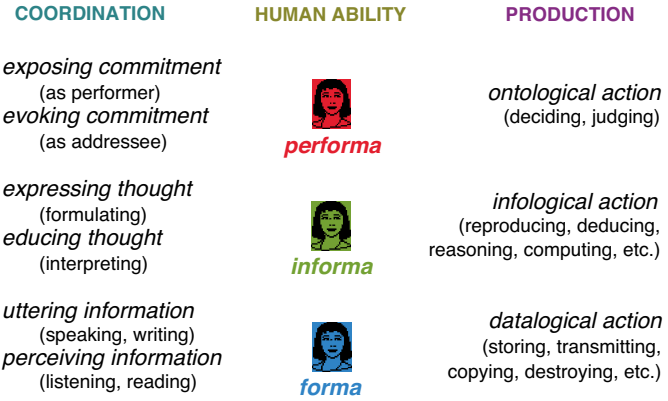 COORDINATION
HUMAN ABILITY
PRODUCTION
exposing commitment
(as performer)
evoking commitment
(as addressee)
performa
ontological action
(deciding, judging)
expressing thought
(formulating)
educing thought
(interpreting)
informa
infological action
(reproducing, deducing,
reasoning, computing, etc.)
uttering information
(speaking, writing)
perceiving information
(listening, reading)
forma
datalogical action
(storing, transmitting,
copying, destroying, etc.)